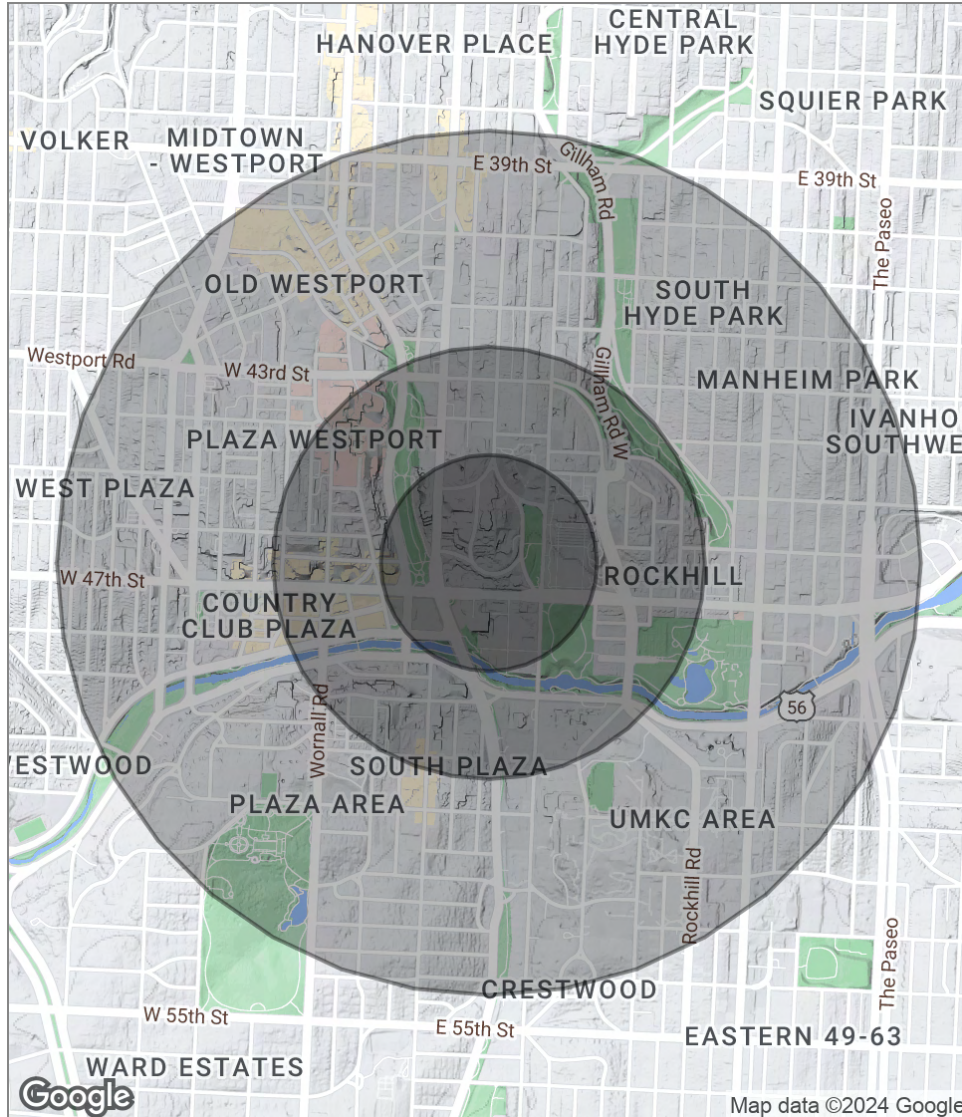 CENTRAL
HYDE PARK
HANOVER PLACE
SQUIER PARK
VOLKER
MIDTOWN
- WESTPORT
E 39th St
Gillham Rd
E 39th St
The Paseo
OLD WESTPORT
SOUTH
HYDE PARK
Westport Rd
W 43rd St
Gillham Rd W
MANHEIM PARK
IVANHO
SOUTHWE
PLAZA WESTPORT
WEST PLAZA
W 47th St
ROCKHILL
COUNTRY
CLUB PLAZA
56
Wornall Rd
VESTWOOD
SOUTH PLAZA
PLAZA AREA
UMKC AREA
Rockhill Rd
The Paseo
CRESTWOOD
W 55th St
E 55th St
EASTERN 49-63
WARD ESTATES
Google
Map data ©2024 Google